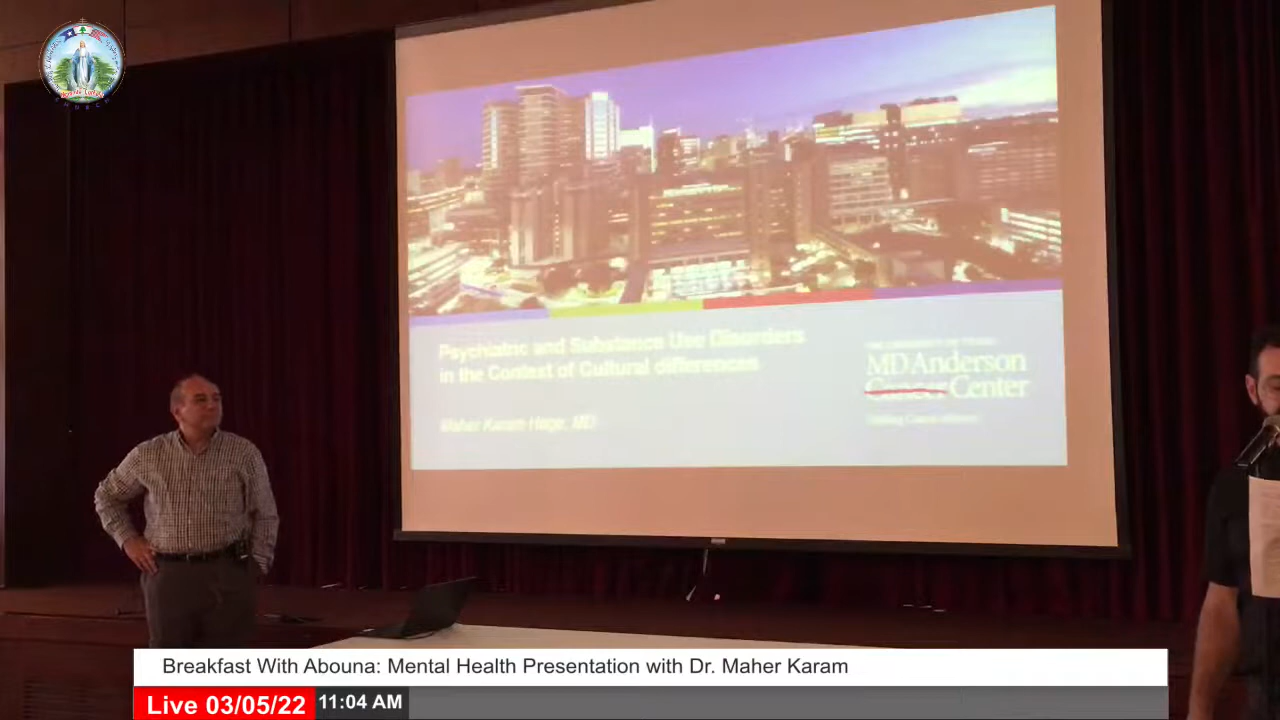 Psychiatric and Substance Use Disorders
in the Context of Cultural differences
Maher Karam Hage, MD
MD Anderson
Cancer Center
Breakfast With Abouna: Mental Health Presentation with Dr. Maher Karam
Live 03/05/22
11:04 AM